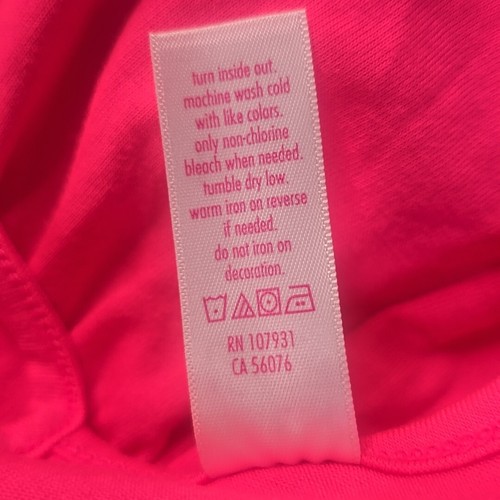 turn inside out.
machine wash cold
with like colors.
only non-chlorine
bleach when needed.
tumble dry low.
warm iron on reverse
if needed.
do not iron on
decoration.
RN 107931
CA 56076